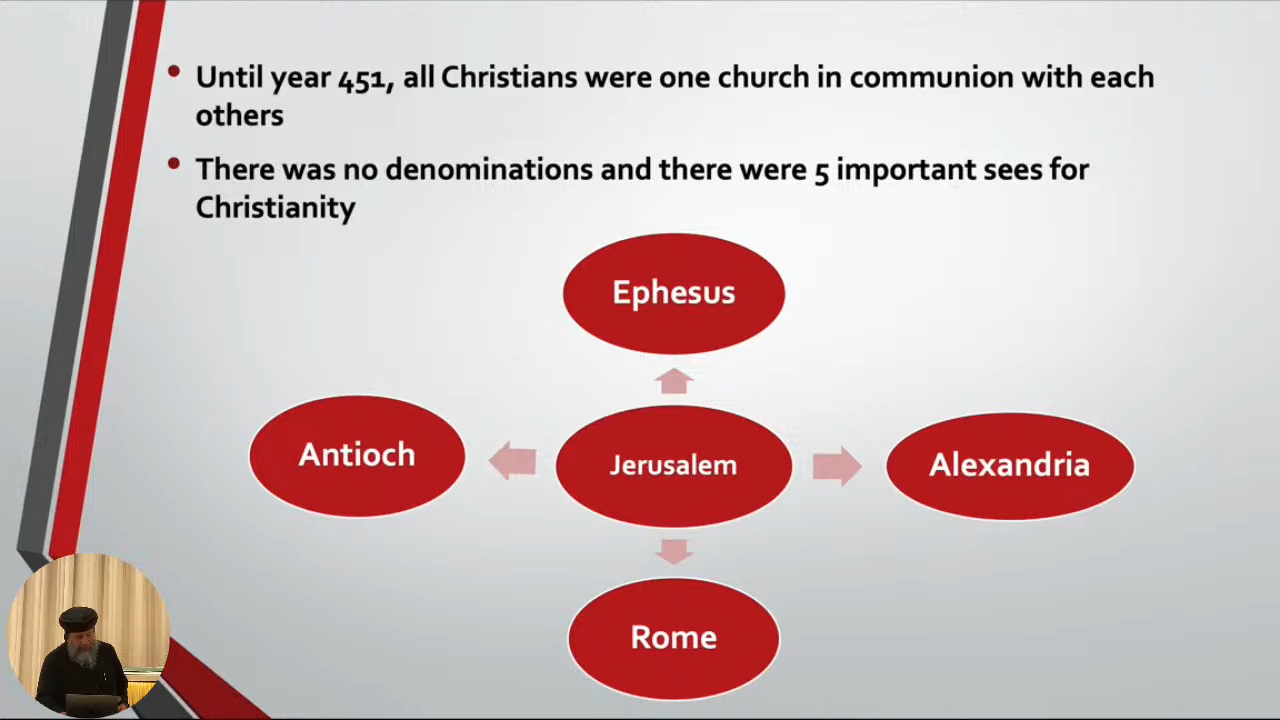 Until year 451, all Christians were one church in communion with each
others
There was no denominations and there were 5 important sees for
Christianity
Ephesus
Antioch
Jerusalem
Alexandria
Rome